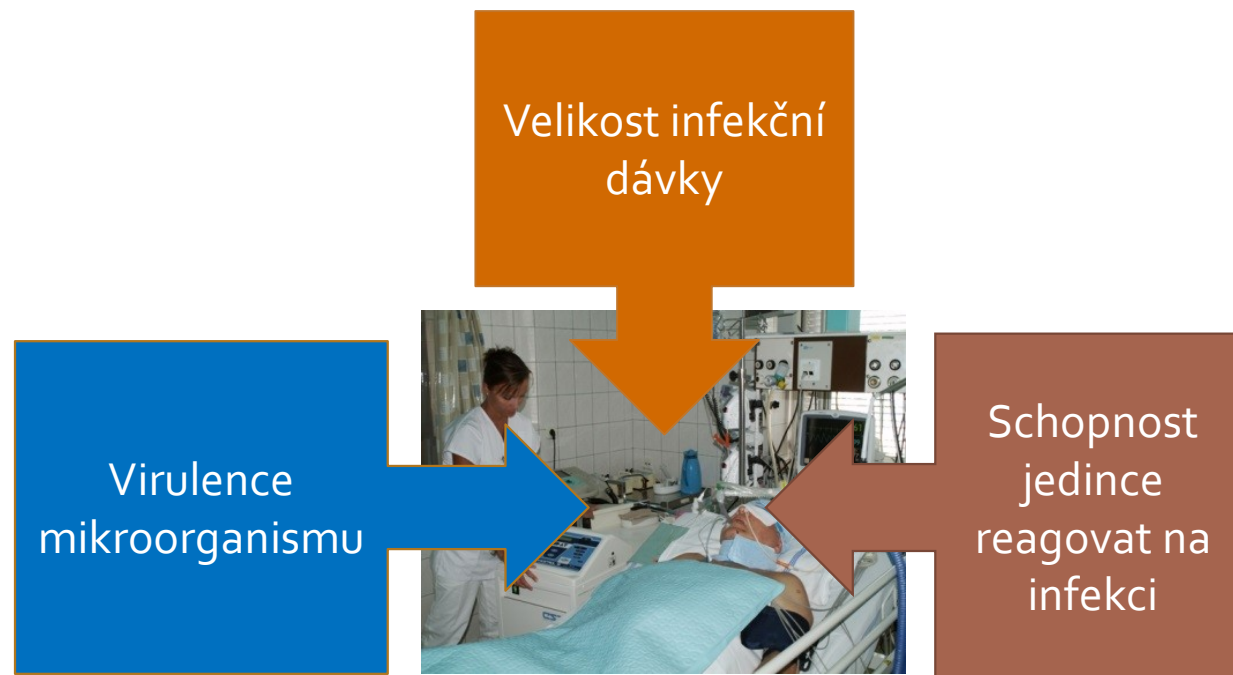 Velikost infekční
dávky
Virulence
mikroorganismu
Schopnost
jedince
reagovat na
infekci